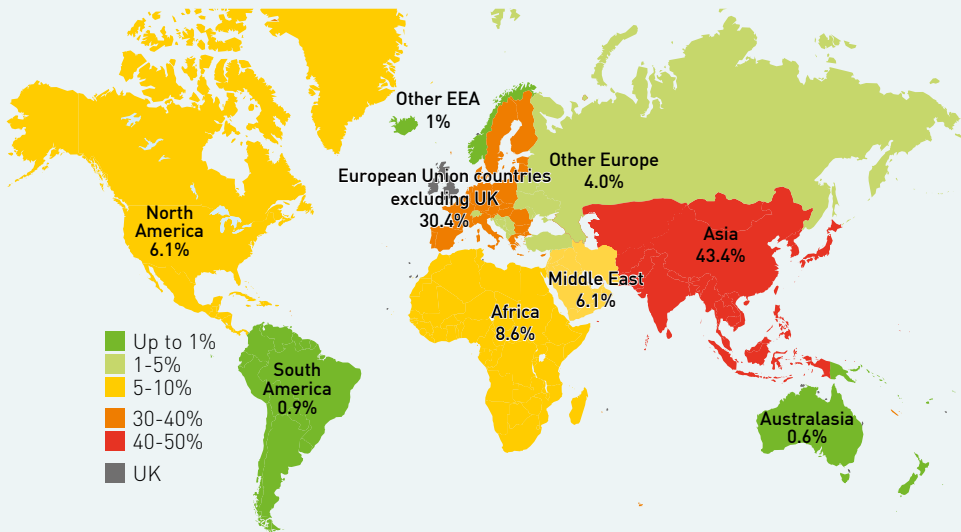 Other EEA
1%
European Union countries
excluding UK
30.4%
Other Europe
4.0%
North
America
6.1%
Asia
43.4%
Middle East
6.1%
Africa
8.6%
South
America
0.9%
Australasia
0.6%
Up to 1%
1-5%
5-10%
30-40%
40-50%
UK